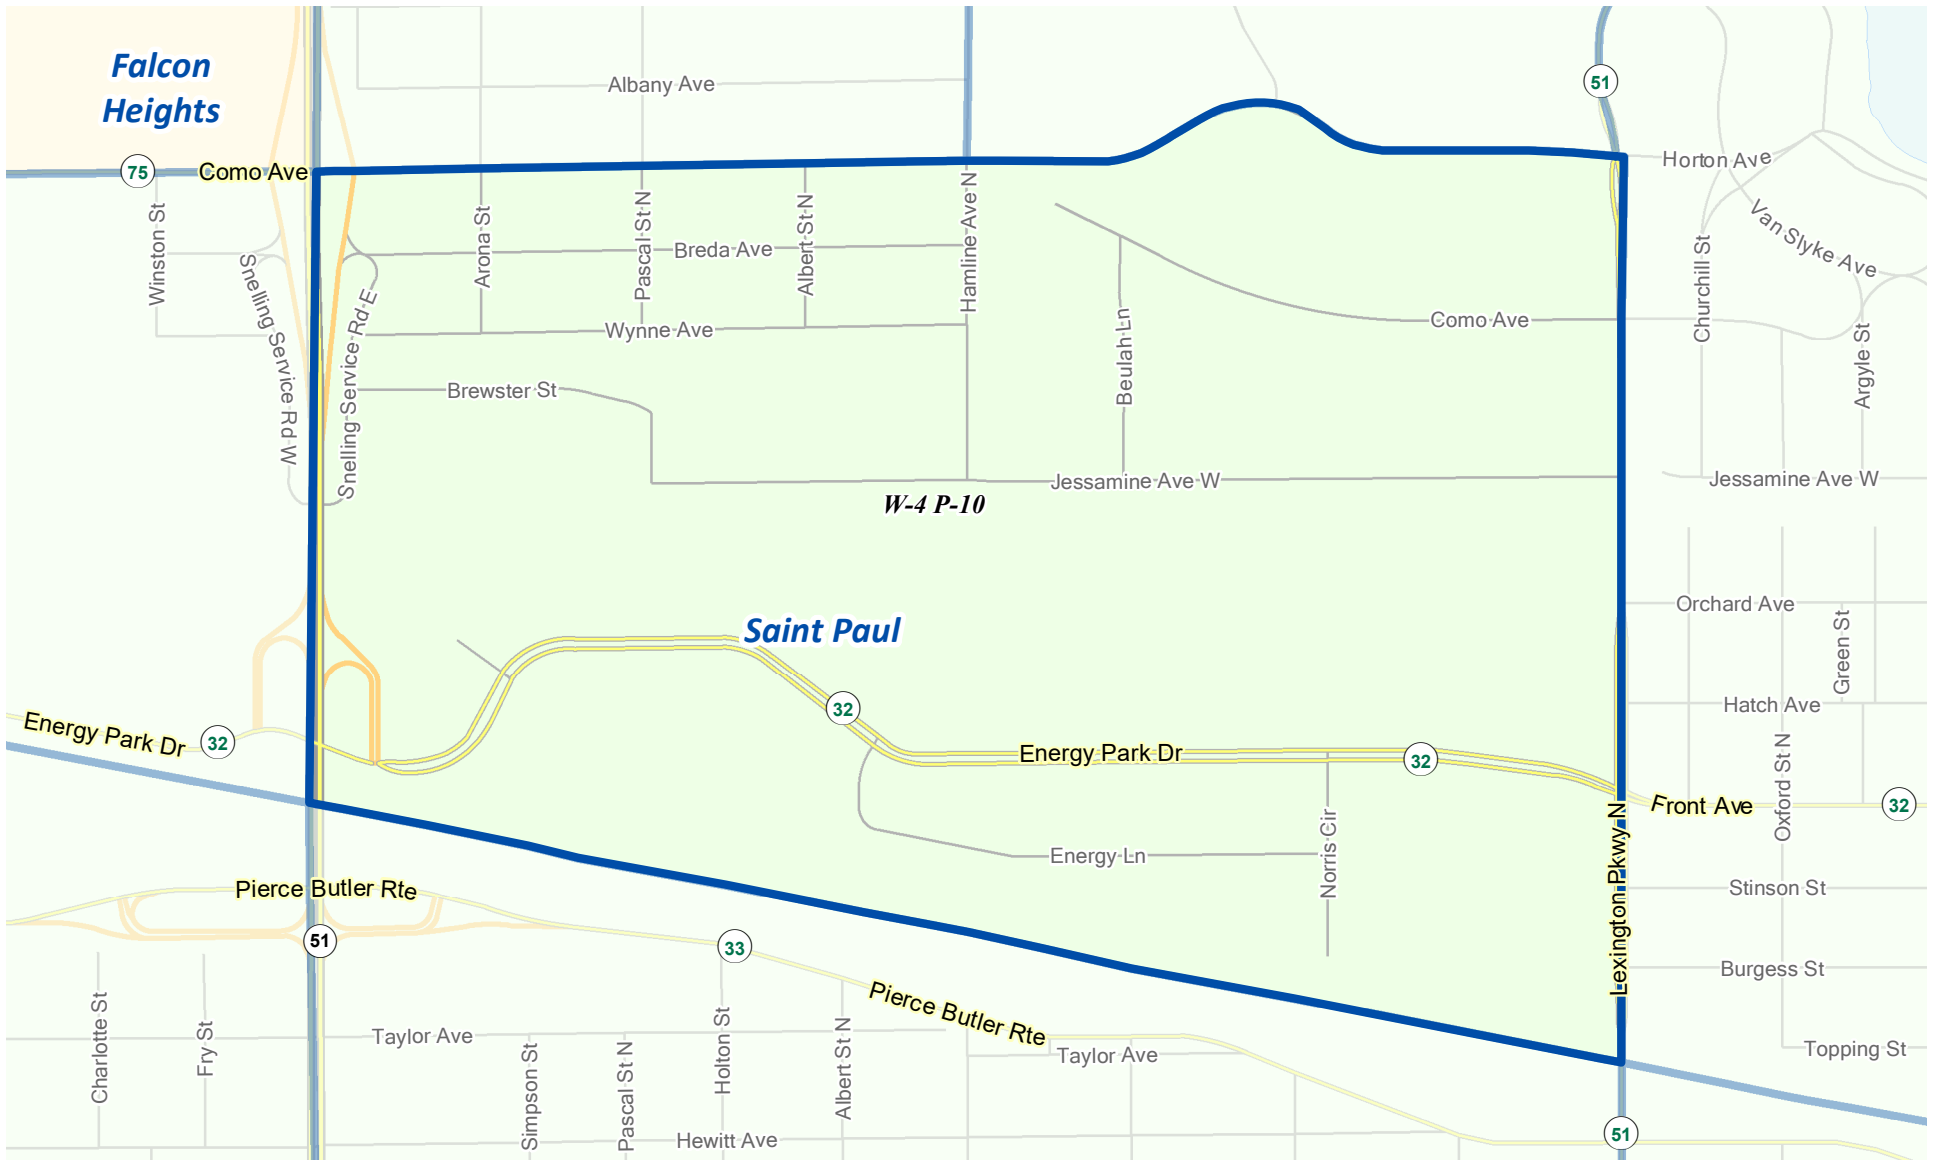 Falcon
Heights
Albany Ave
51
75
Como Ave
Horton Ave
Winston St
Arona St
Pascal St N
Albert St N
Hamline Ave N
Breda Ave
Van Slyke Ave
Churchill St
Snelling Service Rd W
Snelling Service Rd E
Wynne Ave
Como Ave
Beulah Ln
Argyle St
Brewster St
Jessamine Ave W
Jessamine Ave W
W-4 P-10
Orchard Ave
Green St
Saint Paul
Hatch Ave
32
Energy Park Dr
32
Energy Park Dr
32
Oxford St N
Front Ave
32
Lexington Pkwy N
Norris Cir
Energy Ln
Pierce Butler Rte
Stinson St
51
33
Burgess St
Pierce Butler Rte
Charlotte St
Fry St
Taylor Ave
Simpson St
Pascal St N
Holton St
Albert St N
Taylor Ave
Topping St
Hewitt Ave
51